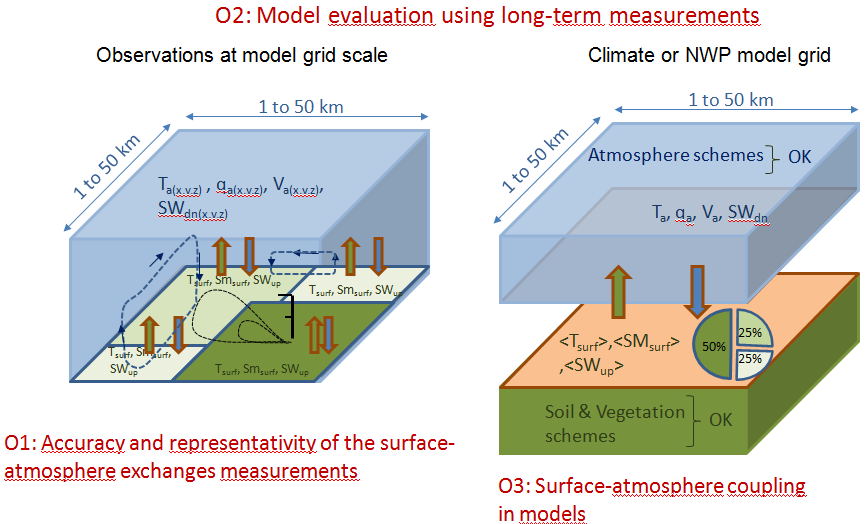 O2: Model evaluation using long-term measurements
Observations at model grid scale
Climate or NWP model grid
1 to 50 km
1 to 50 km
Ta(x.v.z) , qa(x.v.z), Va(x.v.z),
SWdn(x.v.z)
Tsurf, Smsurf, SWup
Tsurf, Smsurf, SWup
Tsurf, Smsurf,
SWup
Tsurf, Smsurf, SWup
1 to 50 km
1 to 50 km
Atmosphere schemes
OK
Ta, qa, Va, SWdn
<Tsurf>,<SMsurf>
,<SWup>
50%
25%
25%
Soil & Vegetation
schemes
OK
O1: Accuracy and representativity of the surface-
atmosphere exchanges measurements
O3: Surface-atmosphere coupling
in models